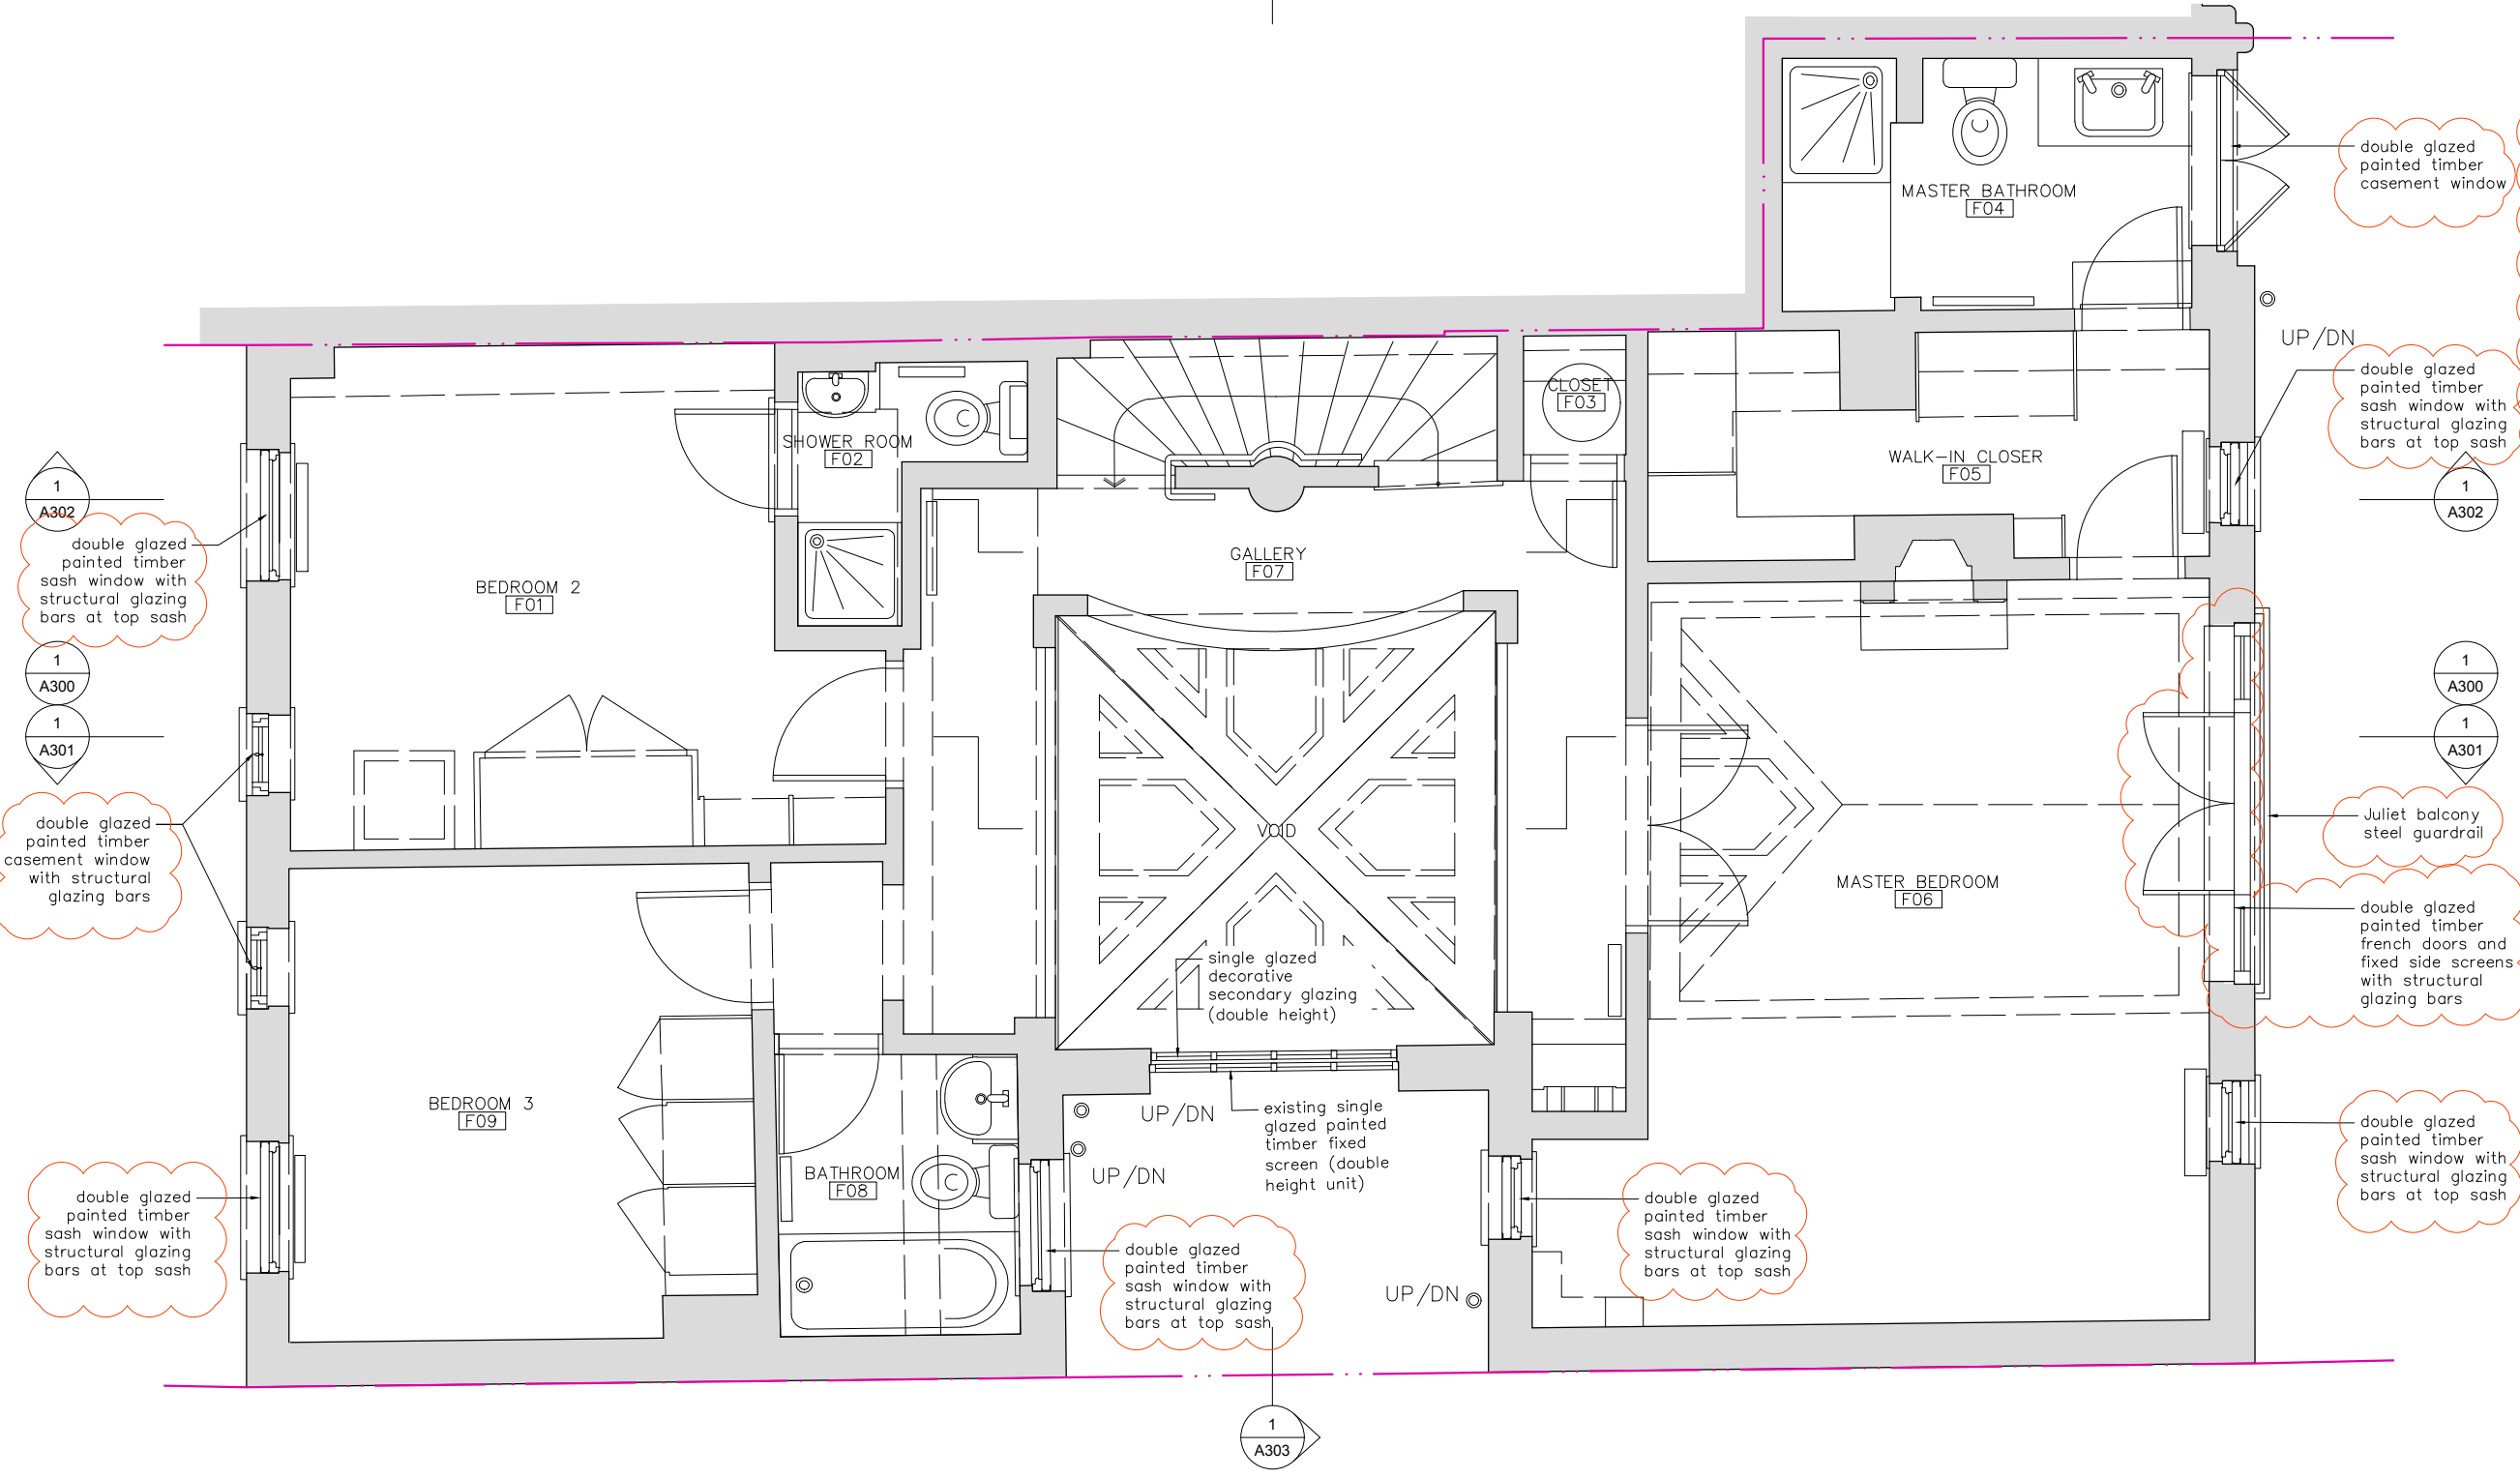 double glazed
painted timber
casement window
MASTER BATHROOM
F04
UP/DN
double glazed
painted timber
sash window with
structural glazing
bars at top sash
CLOSET
F03
SHOWER ROOM
F02
WALK-IN CLOSER
F05
1
A302
1
A302
double glazed
painted timber
sash window with
structural glazing
bars at top sash
GALLERY
F07
BEDROOM 2
F01
1
A300
1
A301
1
A300
1
A301
double glazed
painted timber
casement window
with structural
glazing bars
VOID
Juliet balcony
steel guardrail
MASTER BEDROOM
F06
double glazed
painted timber
french doors and
fixed side screens
with structural
glazing bars
single glazed
decorative
secondary glazing
(double height)
BEDROOM 3
F09
UP/DN
existing single
glazed painted
timber fixed
screen (double
height unit)
double glazed
painted timber
sash window with
structural glazing
bars at top sash
BATHROOM
F08
UP/DN
double glazed
painted timber
sash window with
structural glazing
bars at top sash
double glazed
painted timber
sash window with
structural glazing
bars at top sash
double glazed
painted timber
sash window with
structural glazing
bars at top sash
UP/DN
1
A303